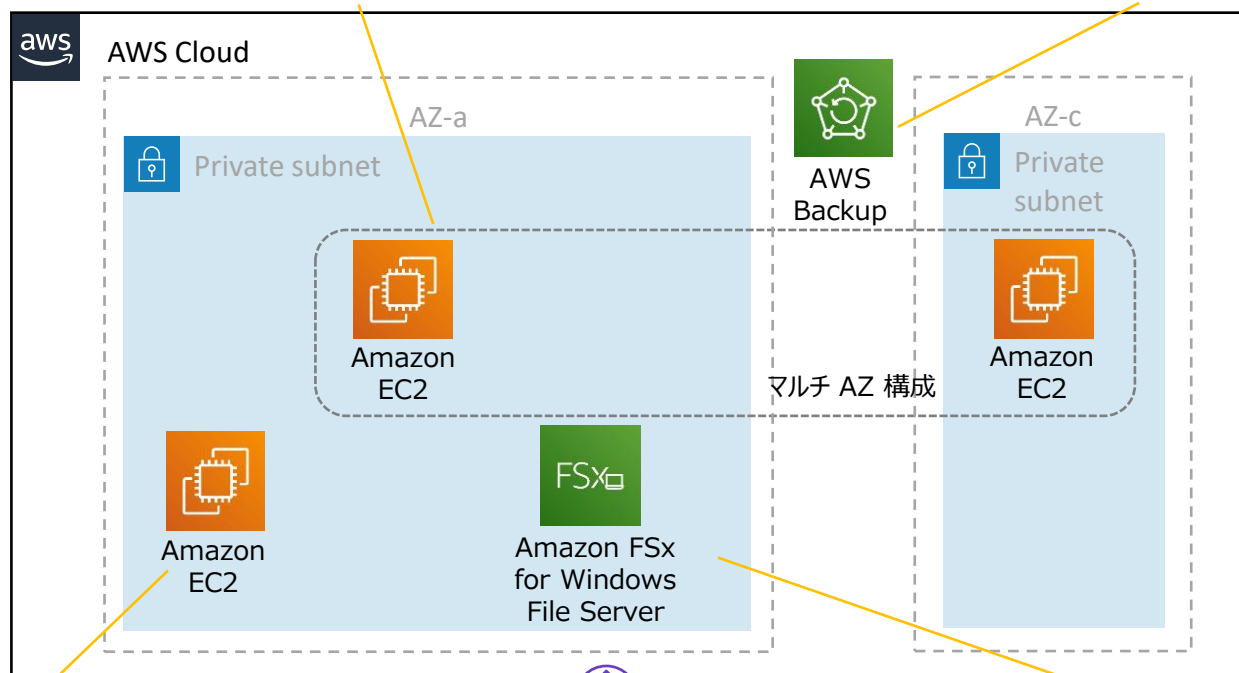 aws
AWS Cloud
AZ-a
Private subnet
Amazon
EC2
Amazon
EC2
FSx
Amazon FSx
for Windows
File Server
AWS
Backup
AZ-c
Private
subnet
Amazon
EC2
マルチ AZ 構成